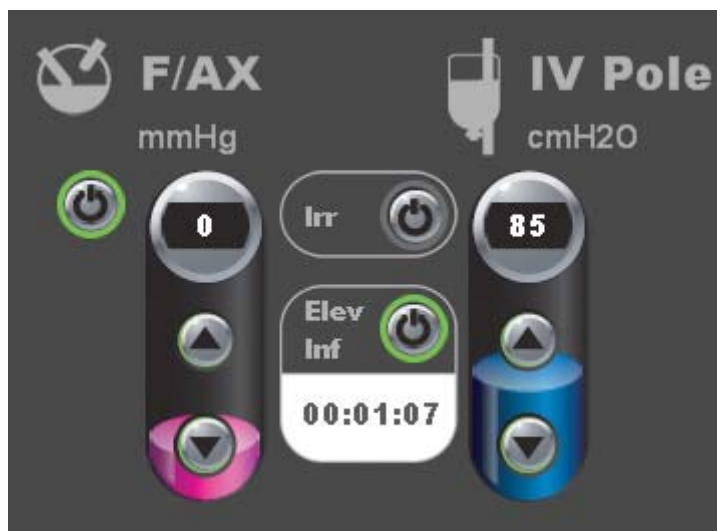 F/AX
mmHg
IV Pole
cmH2O
0
Irr
85
Elev
Inf
00:01:07